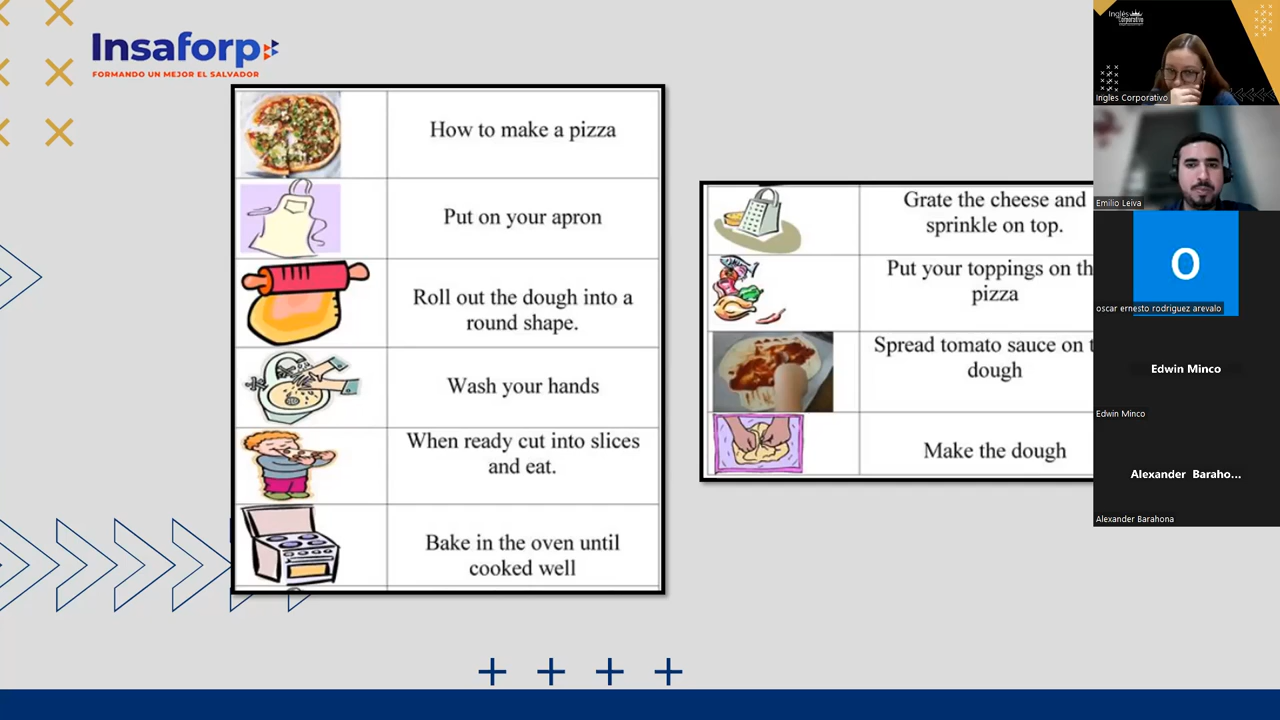 Insaforp
FORMANDO UN MEJOR EL SALVADOR
How to make a pizza
Put on your apron
Roll out the dough into a
round shape.
Wash your hands
When ready cut into slices
and eat.
Bake in the oven until
cooked well
Grate the cheese and
sprinkle on top.
Put your toppings on th
pizza
Spread tomato sauce on t
dough
Make the dough
Inglés
Corporativo
Ingles Corporativo
Emilio Leiva
O
oscar ernesto rodriguez arevalo
Edwin Minco
Edwin Minco
Alexander Baraho...
Alexander Barahona